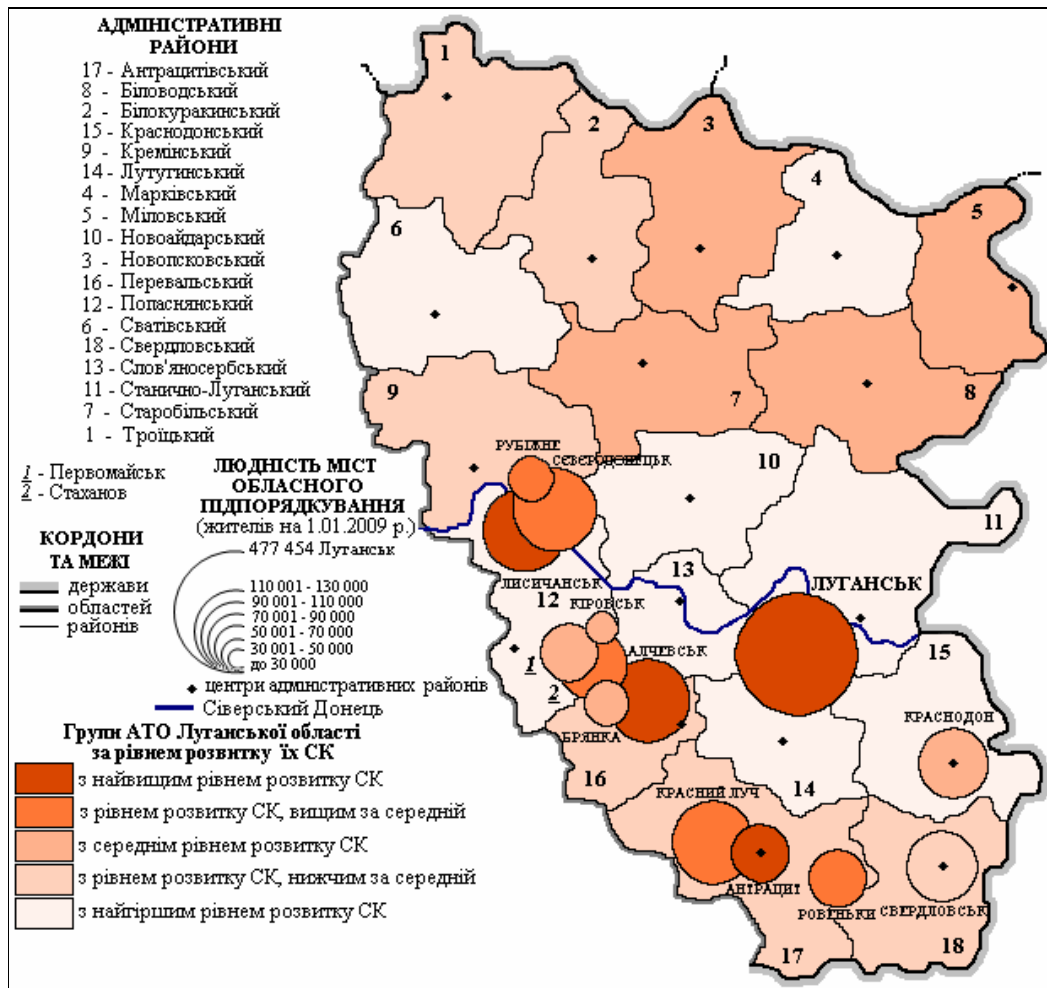 АДМІНІСТРАТИВНІ
РАЙОНИ
17 - Антрацитівський
8 - Біловодський
2 - Білокуракинський
15 - Краснодонський
9 - Кремінський
14 - Лутугинський
4 - Марківський
5 - Міловський
10 - Новоайдарський
3 - Новопсковський
16 - Перевальський
12 - Попаснянський
6 - Сватівський
18 - Свердловський
13 - Слов'яносербський
11 - Станично-Луганський
7 - Старобільський
1 - Троїцький
1 - Первомайськ
2 - Стаханов
ЛЮДНІСТЬ МІСТ
ОБЛАСНОГО
ПІДПОРЯДКУВАННЯ
(жителів на 1.01.2009 р.)
477 454 Луганськ
110 001 - 130 000
90 001 - 110 000
70 001 - 90 000
50 001 - 70 000
30 001 - 50 000
до 30 000
КОРДОНИ
ТА МЕЖІ
держави
областей
районів
центри адміністративних районів
Сіверський Донець
Групи АТО Луганської області
за рівнем розвитку їх СК
з найвищим рівнем розвитку СК
з рівнем розвитку СК, вищим за середній
з середнім рівнем розвитку СК
з рівнем розвитку СК, нижчим за середній
з найгіршим рівнем розвитку СК
1
2
3
4
5
6
7
8
9
РУБІЖНЕ
СЄВЄРОДОНЕЦЬК
10
11
ЛИСИЧАНСЬК
12
КІРОВСЬК
13
ЛУГАНСЬК
АЛЧЕВСЬК
15
1
2
БРЯНКА
КРАСНОДОН
16
КРАСНИЙ ЛУЧ
14
АНТРАЦИТ
РОВЕНЬКИ
СВЕРДЛОВСЬК
17
18